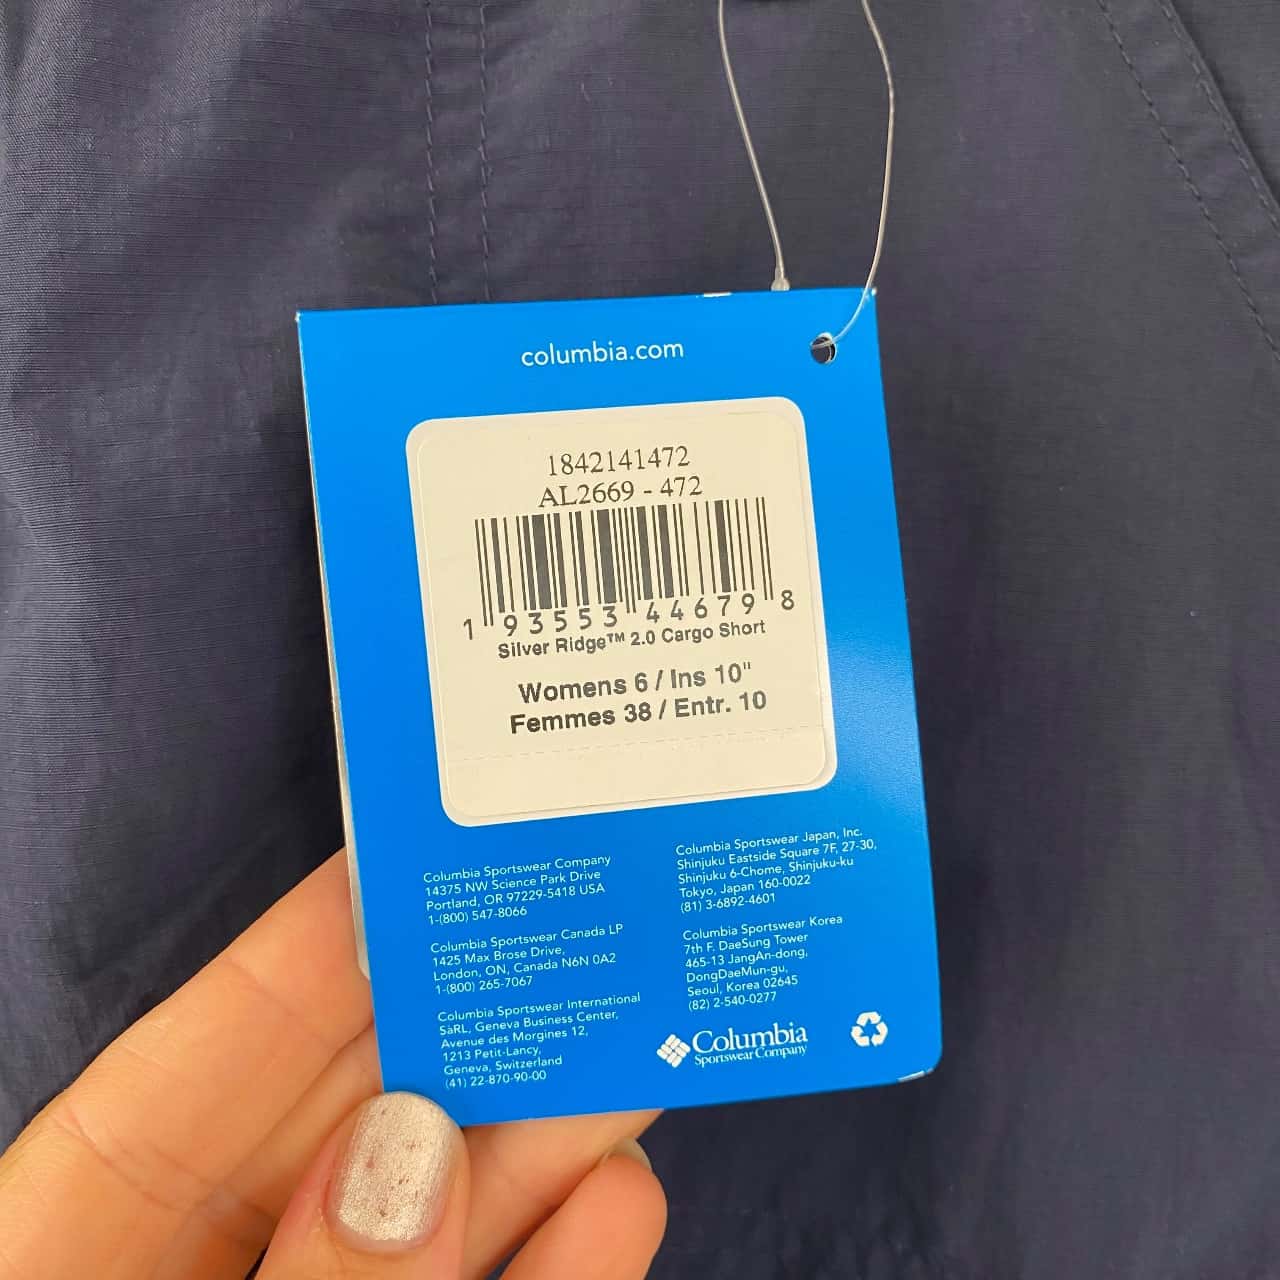 columbia.com
1842141472
AL2669 - 472
1 93553 44679 8
Silver Ridge™ 2.0 Cargo Short
Womens 6 / Ins 10"
Femmes 38 / Entr. 10
Columbia Sportswear Company
14375 NW Science Park Drive
Portland, OR 97229-5418 USA
1-(800) 547-8066
Columbia Sportswear Canada LP
1425 Max Brose Drive,
London, ON, Canada N6N 0A2
1-(800) 265-7067
Columbia Sportswear International
SàRL, Geneva Business Center,
Avenue des Morgines 12,
1213 Petit-Lancy,
Geneva, Switzerland
(41) 22-870-90-00
Columbia Sportswear Japan, Inc.
Shinjuku Eastside Square 7F, 27-30,
Shinjuku 6-Chome, Shinjuku-ku
Tokyo, Japan 160-0022
(81) 3-6892-4601
Columbia Sportswear Korea
7th F. DaeSung Tower
465-13 JangAn-dong,
DongDaeMun-gu,
Seoul, Korea 02645
(82) 2-540-0277
Columbia
Sportswear Company